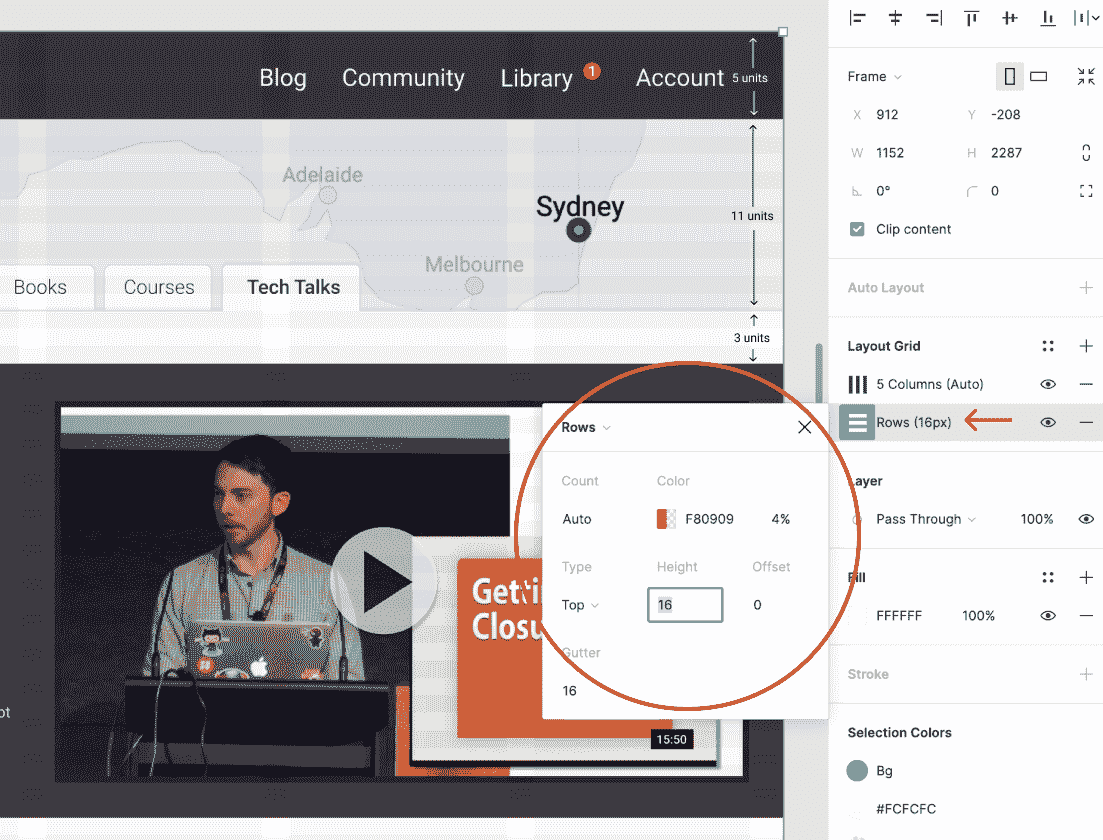 Blog Community Library 1 Account 5 units
Adelaide
Sydney
11 units
Melbourne
Books Courses Tech Talks
3 units
15:50
Frame
X 912 Y -208
W 1152 H 2287
0° 0
Clip content
Auto Layout
Layout Grid
5 Columns (Auto)
Rows (16px)
Layer
Pass Through 100%
Fill
FFFFFF 100%
Stroke
Selection Colors
Bg
#FCFCFC
Rows
Count Color
Auto F80909 4%
Type Height Offset
Top 16 0
Gutter
16